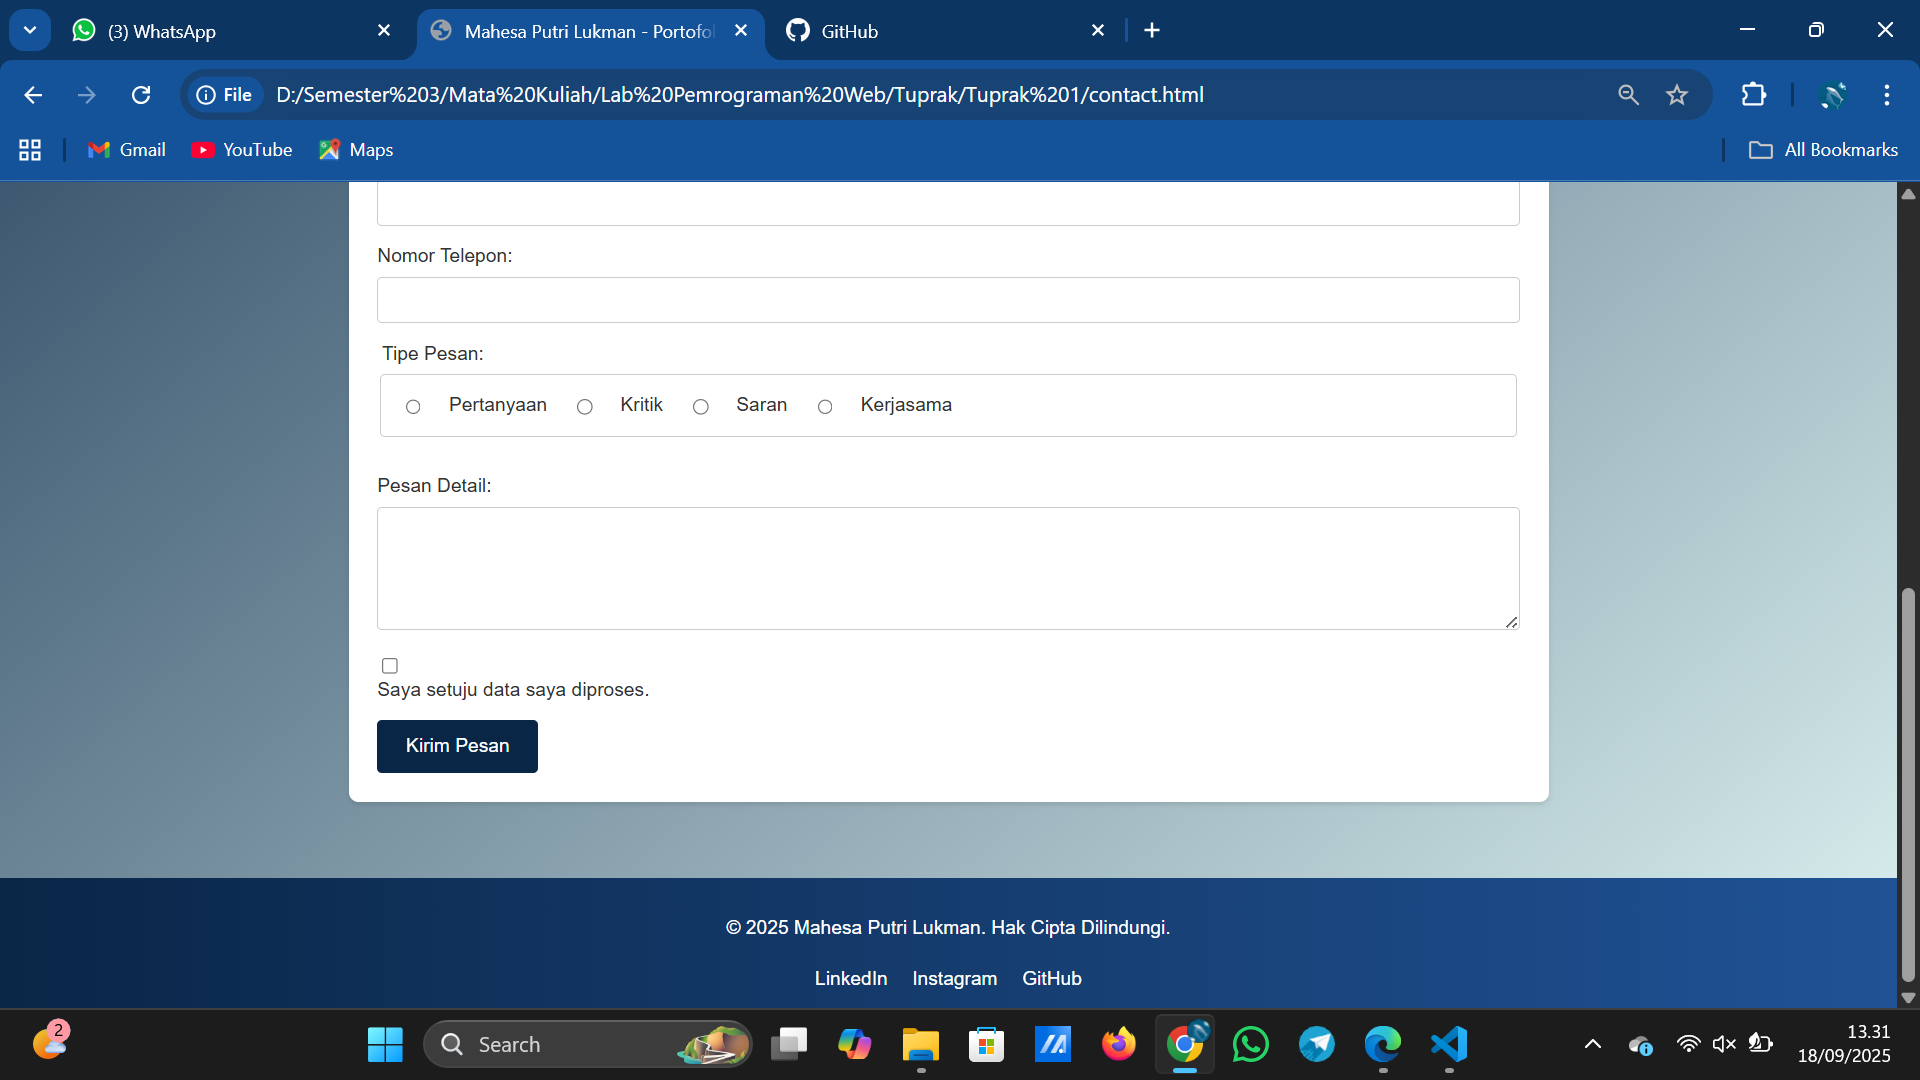 (3) WhatsApp
Mahesa Putri Lukman - Portofol
GitHub
File
D:/Semester%203/Mata%20Kuliah/Lab%20Pemrograman%20Web/Tuprak/Tuprak%201/contact.html
Gmail
YouTube
Maps
All Bookmarks
Nomor Telepon:
Tipe Pesan:
Pertanyaan
Kritik
Saran
Kerjasama
Pesan Detail:
Saya setuju data saya diproses.
Kirim Pesan
© 2025 Mahesa Putri Lukman. Hak Cipta Dilindungi.
LinkedIn
Instagram
GitHub
2
Search
13.31
18/09/2025